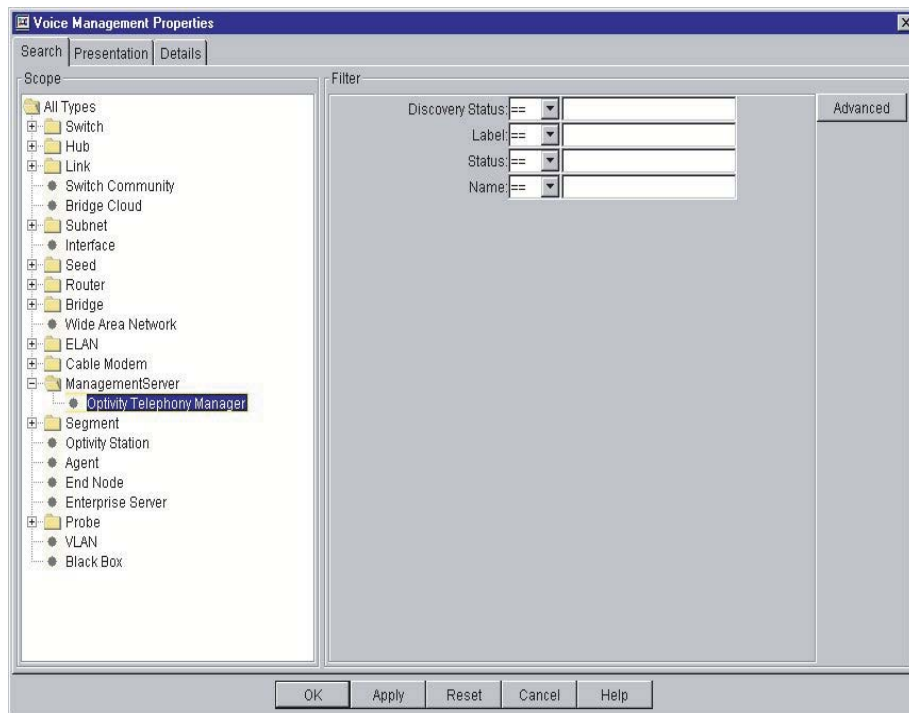 Voice Management Properties
Search Presentation Details
Scope
All Types
Switch
Hub
Link
Switch Community
Bridge Cloud
Subnet
Interface
Seed
Router
Bridge
Wide Area Network
ELAN
Cable Modem
ManagementServer
Optivity Telephony Manager
Segment
Optivity Station
Agent
End Node
Enterprise Server
Probe
VLAN
Black Box
Filter
Discovery Status: ==
Label: ==
Status: ==
Name: ==
Advanced
OK Apply Reset Cancel Help